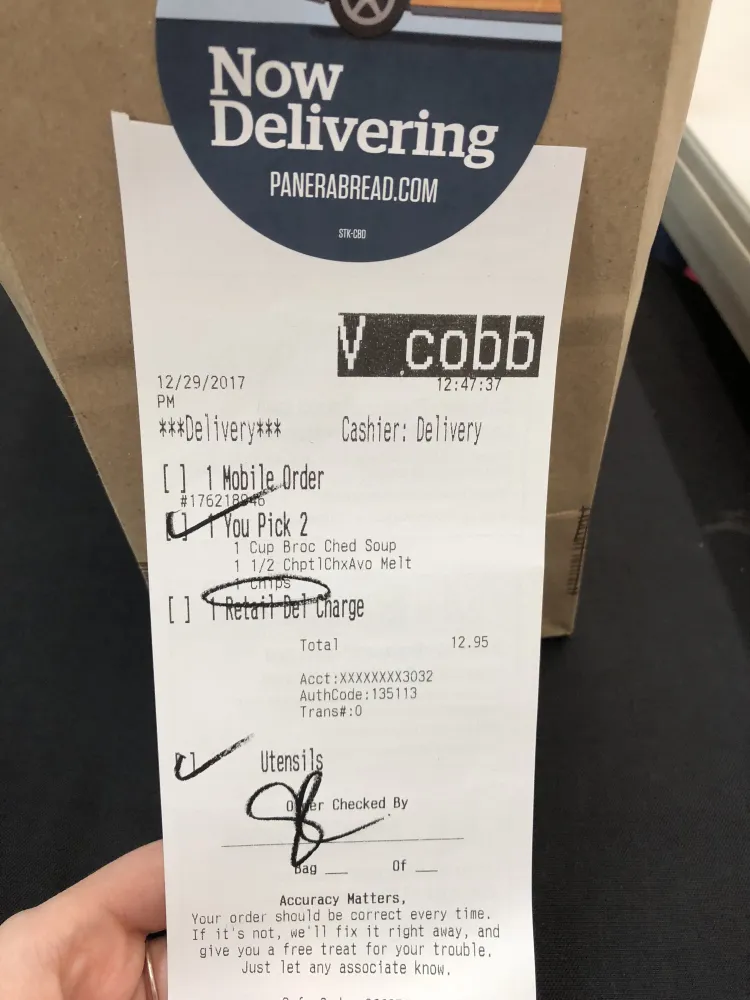 Now
Delivering
PANERABREAD.COM
STK-CBD
V cobb
12/29/2017 12:47:37
PM
***Delivery*** Cashier: Delivery
[ ] 1 Mobile Order
#176218946
[ ] 1 You Pick 2
1 Cup Broc Ched Soup
1 1/2 ChptlChxAvo Melt
1 Chips
[ ] 1 Retail Del Charge
Total 12.95
Acct:XXXXXXXX3032
AuthCode:135113
Trans#:0
[ ] Utensils
Order Checked By
Bag __ Of __
Accuracy Matters,
Your order should be correct every time.
If it's not, we'll fix it right away, and
give you a free treat for your trouble.
Just let any associate know.